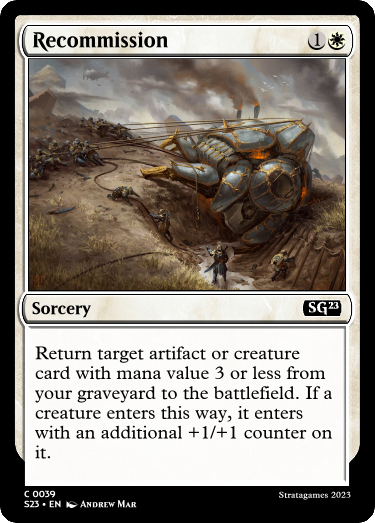 Recommission 1
Sorcery SG23
Return target artifact or creature
card with mana value 3 or less from
your graveyard to the battlefield. If a
creature enters this way, it enters
with an additional +1/+1 counter on
it.
C 0039 Stratagames 2023
S23 • EN Andrew Mar